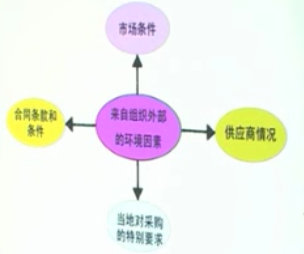 市场条件
合同条款和
条件
来自组织外部
的环境因素
供应商情况
当地对采购
的特别要求